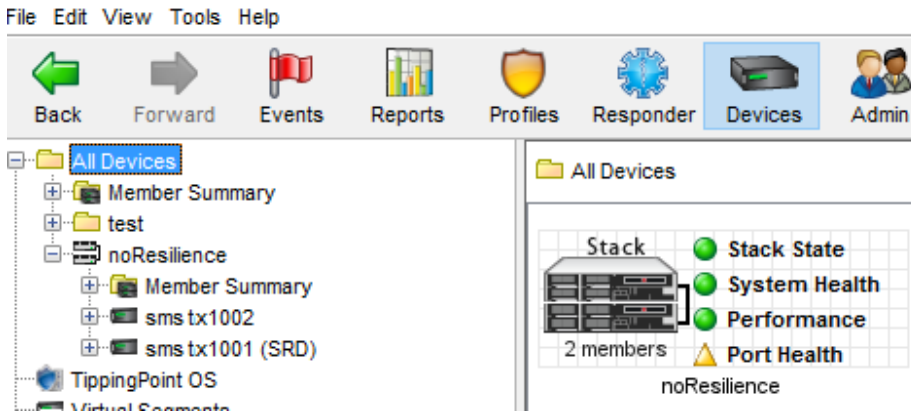 File Edit View Tools Help
Back Forward Events Reports Profiles Responder Devices Admin
All Devices
Member Summary
test
noResilience
Member Summary
sms tx1002
sms tx1001 (SRD)
TippingPoint OS
Virtual Segments
All Devices
Stack
Stack State
System Health
Performance
2 members
Port Health
noResilience